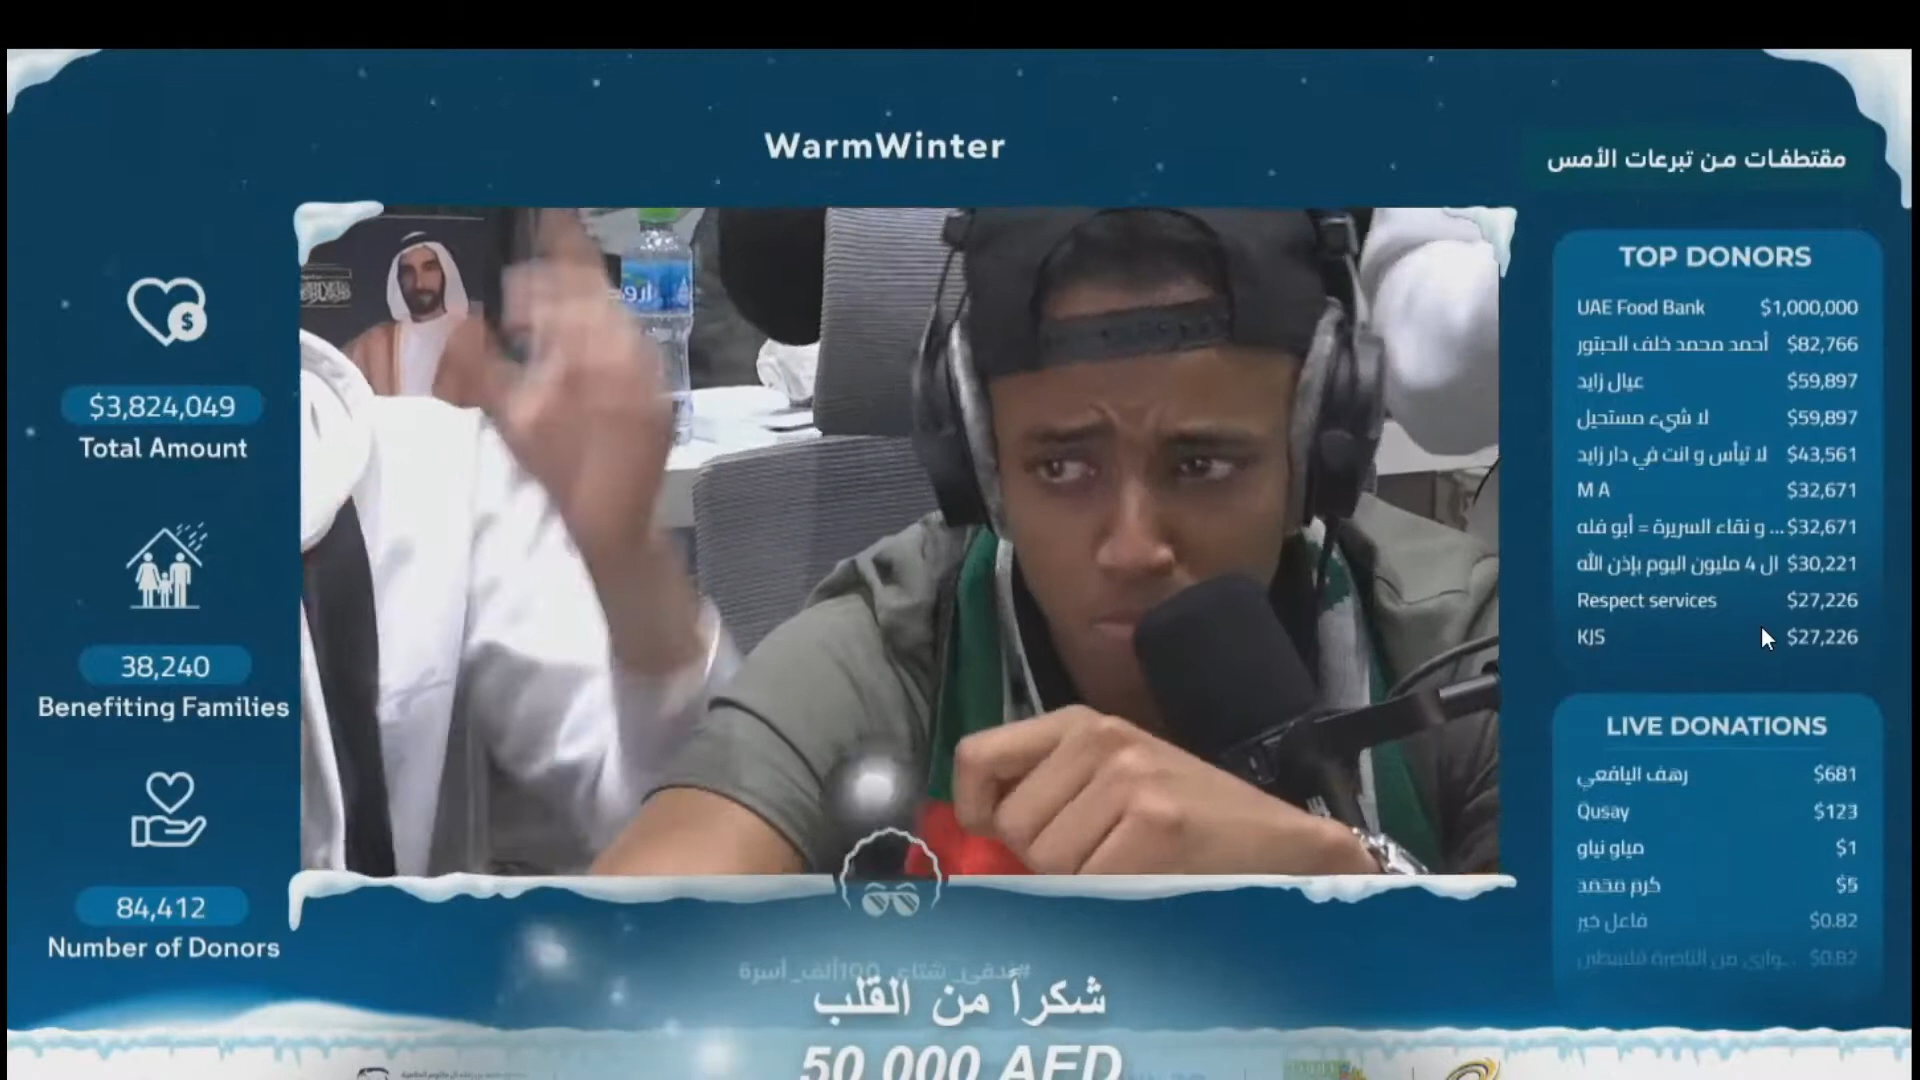 WarmWinter
مقتطفات من تبرعات الأمس
$3,824,049
Total Amount
38,240
Benefiting Families
84,412
Number of Donors
TOP DONORS
UAE Food Bank $1,000,000
أحمد محمد خلف الحبتور $82,766
عيال زايد $59,897
لا شيء مستحيل $59,897
لا تيأس و انت في دار زايد $43,561
M A $32,671
... و نقاء السريرة = أبو فله $32,671
ال 4 مليون اليوم بإذن الله $30,221
Respect services $27,226
KJS $27,226
LIVE DONATIONS
رهف اليافعي $681
Qusay $123
مياو نياو $1
كرم محمد $5
فاعل خير $0.82
من الناصرة فلسطين $0.82
شكراً من القلب
50 000 AED